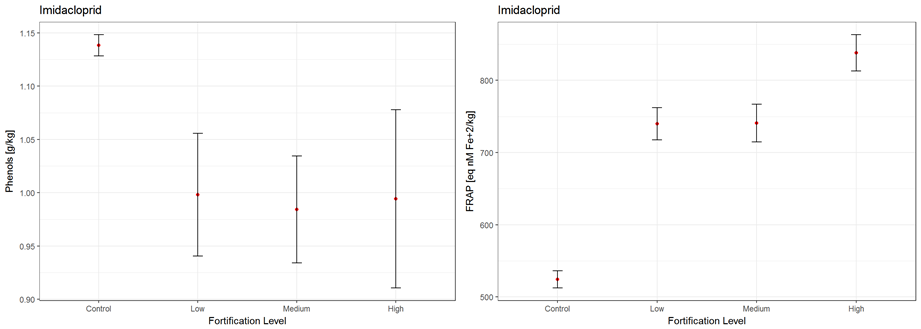 Imidacloprid
Phenols [g/kg]
1.15
1.10
1.05
1.00
0.95
0.90
Control Low Medium High
Fortification Level
Imidacloprid
FRAP [eq nM Fe+2/kg]
800
700
600
500
Control Low Medium High
Fortification Level